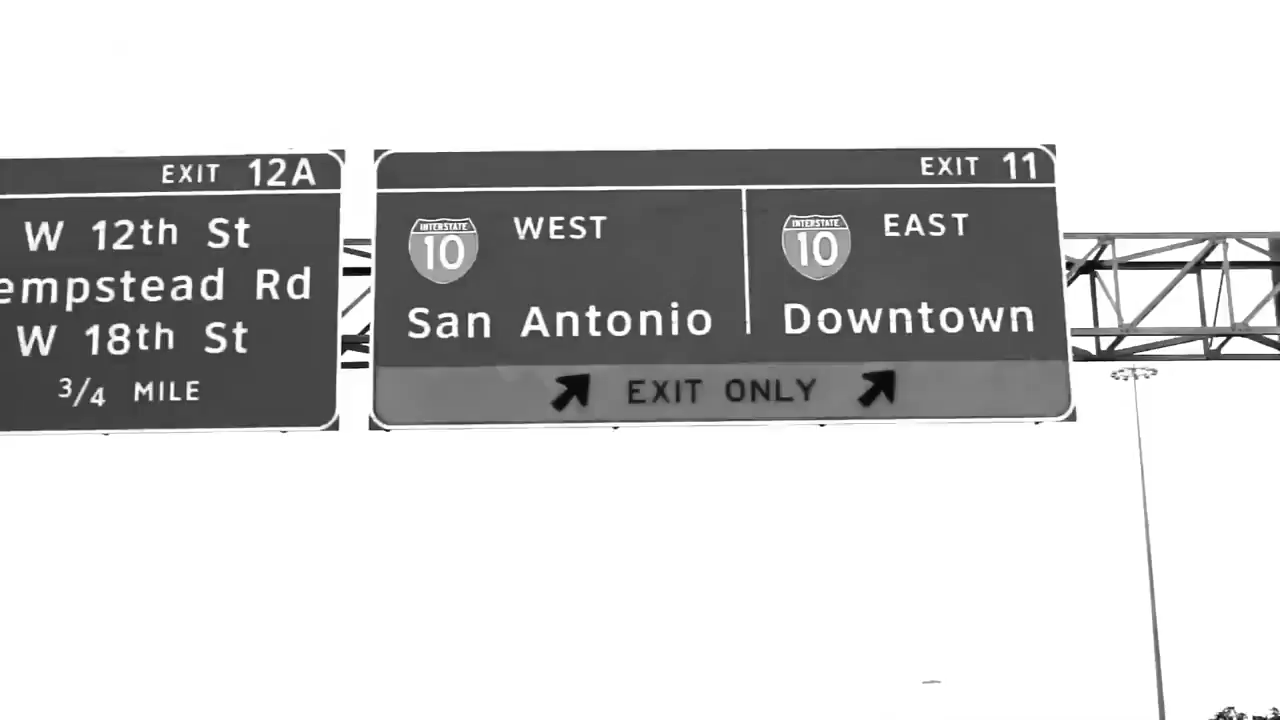 EXIT 12A
W 12th St
empstead Rd
W 18th St
3/4 MILE
EXIT 11
INTERSTATE
10
WEST
San Antonio
INTERSTATE
10
EAST
Downtown
EXIT ONLY